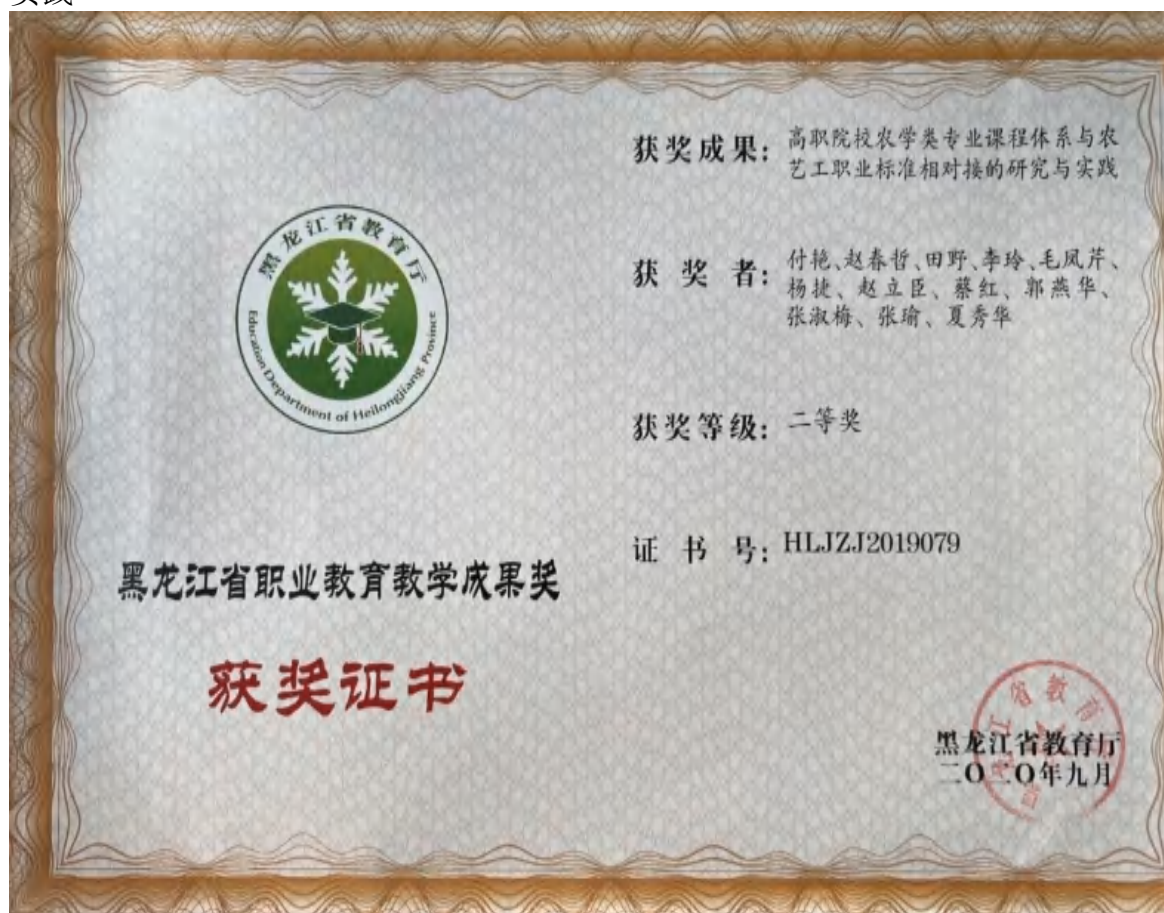 黑龙江省教育厅
Education Department of Heilongjiang Province
黑龙江省职业教育教学成果奖
获奖证书
获奖成果：高职院校农学类专业课程体系与农
艺工职业标准相对接的研究与实践
获奖者：付艳、赵春哲、田野、李玲、毛凤芹、
杨捷、赵立臣、蔡红、郭燕华、
张淑梅、张瑜、夏秀华
获奖等级：二等奖
证书号：HLJZJ2019079
黑龙江省教育厅
二〇二〇年九月